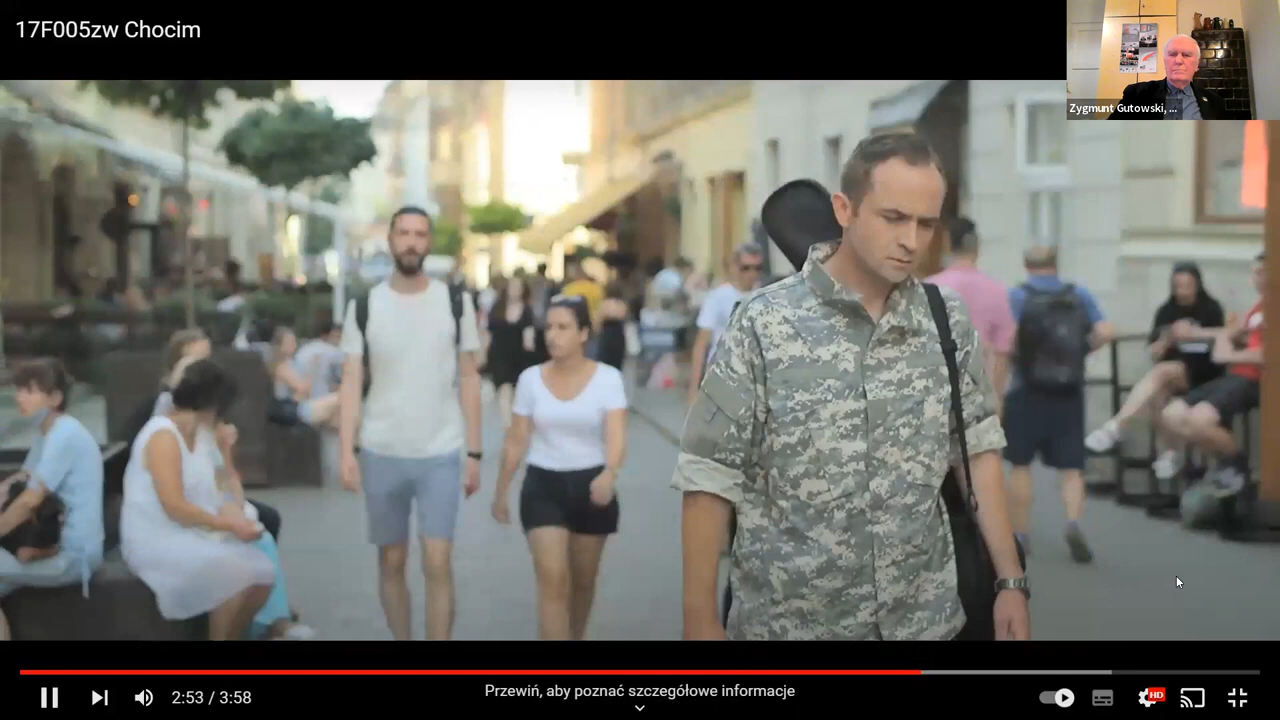 17F005zw Chocim
Zygmunt Gutowski, ...
2:53 / 3:58
Przewiń, aby poznać szczegółowe informacje
HD